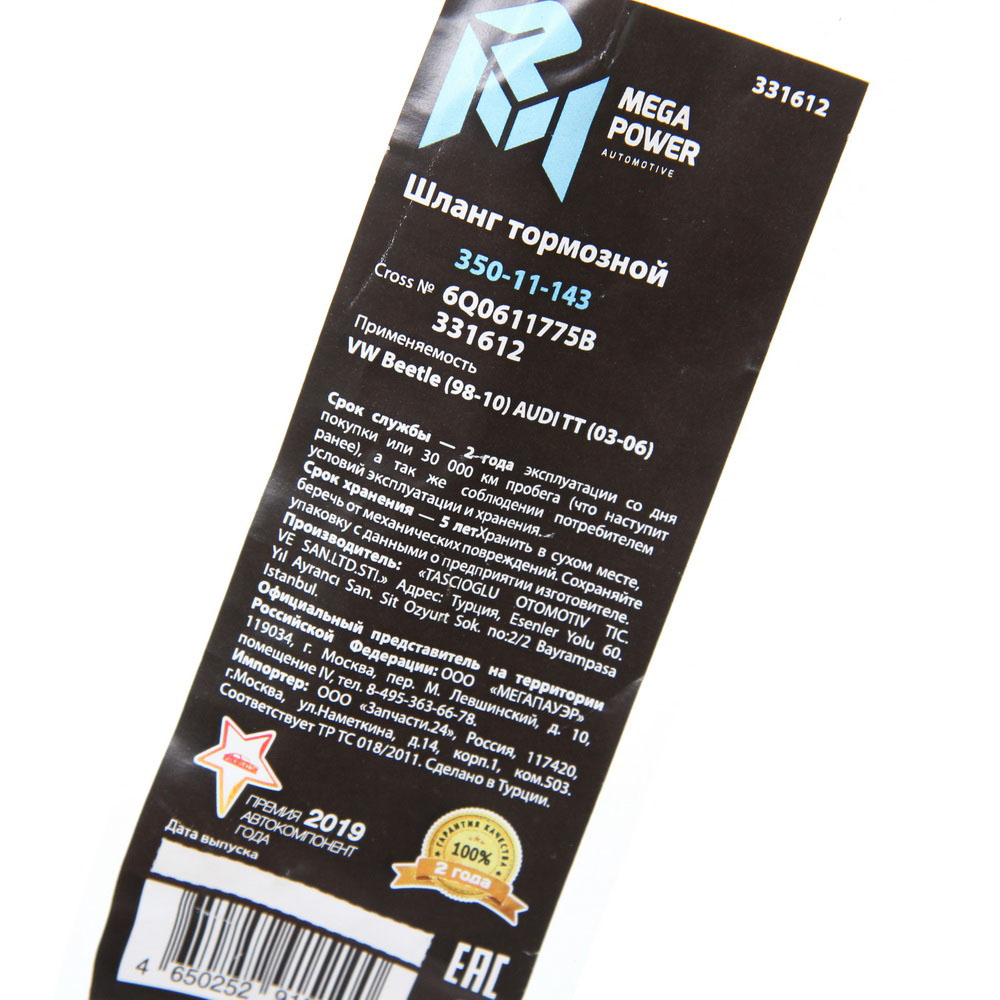 331612
MEGA
POWER
AUTOMOTIVE
Шланг тормозной
350-11-143
Cross № 6Q0611775B
331612
Применяемость
VW Beetle (98-10) AUDI TT (03-06)
Срок службы — 2 года эксплуатации со дня
покупки или 30 000 км пробега (что наступит
ранее), а так же соблюдении потребителем
условий эксплуатации и хранения.
Срок хранения — 5 летХранить в сухом месте,
беречь от механических повреждений. Сохраняйте
упаковку с данными о предприятии изготовителе.
Производитель: «TASCIOGLU OTOMOTIV TIC.
VE SAN.LTD.STI.» Адрес: Турция, Esenler Yolu 60.
Yıl Ayrancı San. Sit Ozyurt Sok. no:2/2 Bayrampasa
Istanbul.
Официальный представитель на территории
Российской Федерации: ООО «МЕГАПАУЭР»
119034, г. Москва, пер. М. Левшинский, д. 10,
помещение IV, тел. 8-495-363-66-78.
Импортер: ООО «Запчасти.24», Россия, 117420,
г.Москва, ул.Наметкина, д.14, корп.1, ком.503.
Соответствует ТР ТС 018/2011. Сделано в Турции.
ПРЕМИЯ 2019
АВТОКОМПОНЕНТ
ГОДА
ГАРАНТИЯ КАЧЕСТВА
100%
2 года
Дата выпуска
4 650252
EAC